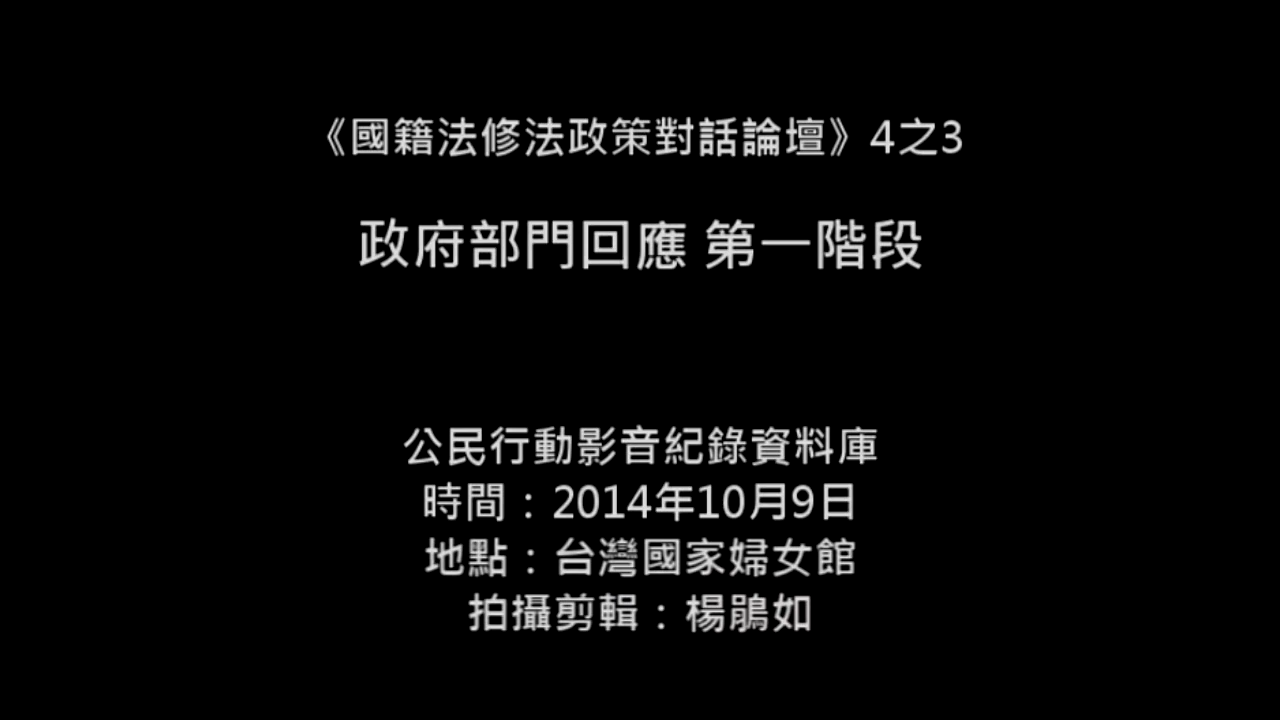 《國籍法修法政策對話論壇》4之3
政府部門回應 第一階段
公民行動影音紀錄資料庫
時間：2014年10月9日
地點：台灣國家婦女館
拍攝剪輯：楊鵑如